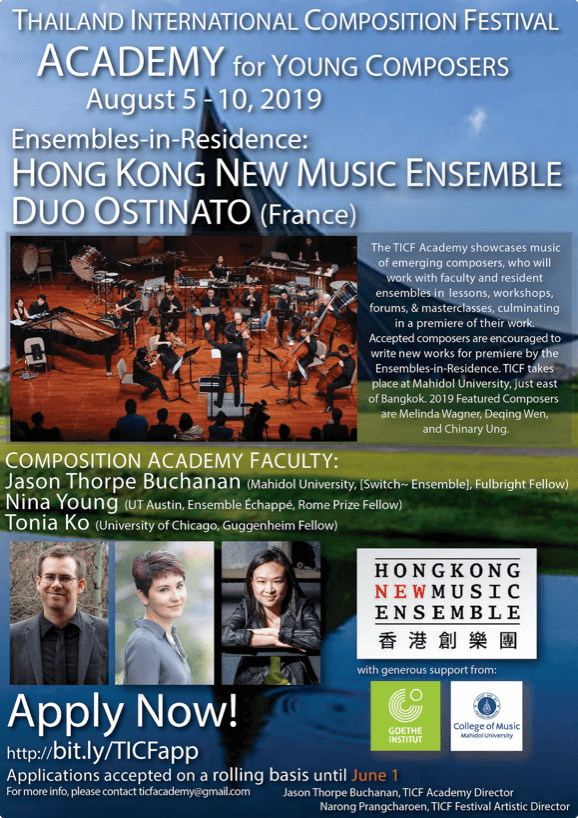 THAILAND INTERNATIONAL COMPOSITION FESTIVAL
ACADEMY for YOUNG COMPOSERS
August 5 - 10, 2019
Ensembles-in-Residence:
HONG KONG NEW MUSIC ENSEMBLE
DUO OSTINATO (France)
The TICF Academy showcases music
of emerging composers, who will
work with faculty and resident
ensembles in lessons, workshops,
forums, & masterclasses, culminating
in a premiere of their work.
Accepted composers are encouraged to
write new works for premiere by the
Ensembles-in-Residence. TICF takes
place at Mahidol University, just east
of Bangkok. 2019 Featured Composers
are Melinda Wagner, Deqing Wen,
and Chinary Ung.
COMPOSITION ACADEMY FACULTY:
Jason Thorpe Buchanan (Mahidol University, [Switch~ Ensemble], Fulbright Fellow)
Nina Young (UT Austin, Ensemble Échappé, Rome Prize Fellow)
Tonia Ko (University of Chicago, Guggenheim Fellow)
HONGKONG
NEWMUSIC
ENSEMBLE
香港創樂團
with generous support from:
GOETHE
INSTITUT
College of Music
Mahidol University
Apply Now!
http://bit.ly/TICFapp
Applications accepted on a rolling basis until June 1
For more info, please contact ticfacademy@gmail.com
Jason Thorpe Buchanan, TICF Academy Director
Narong Prangcharoen, TICF Festival Artistic Director